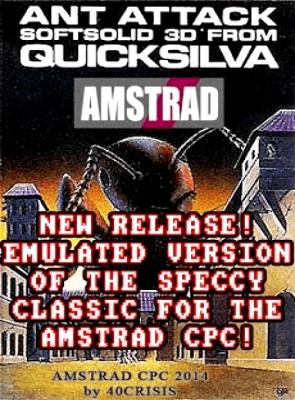 ANT ATTACK
SOFTSOLID 3D FROM
QUICKSILVA
AMSTRAD
NEW RELEASE!
EMULATED VERSION
OF THE SPECCY
CLASSIC FOR THE
AMSTRAD CPC!
AMSTRAD CPC 2014
by 40CRISIS